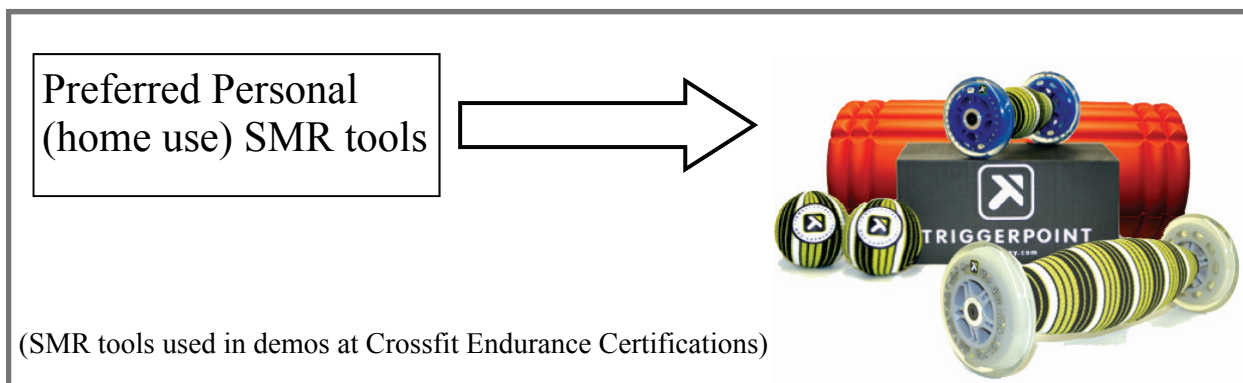 Preferred Personal
(home use) SMR tools
TRIGGERPOINT
(SMR tools used in demos at Crossfit Endurance Certifications)